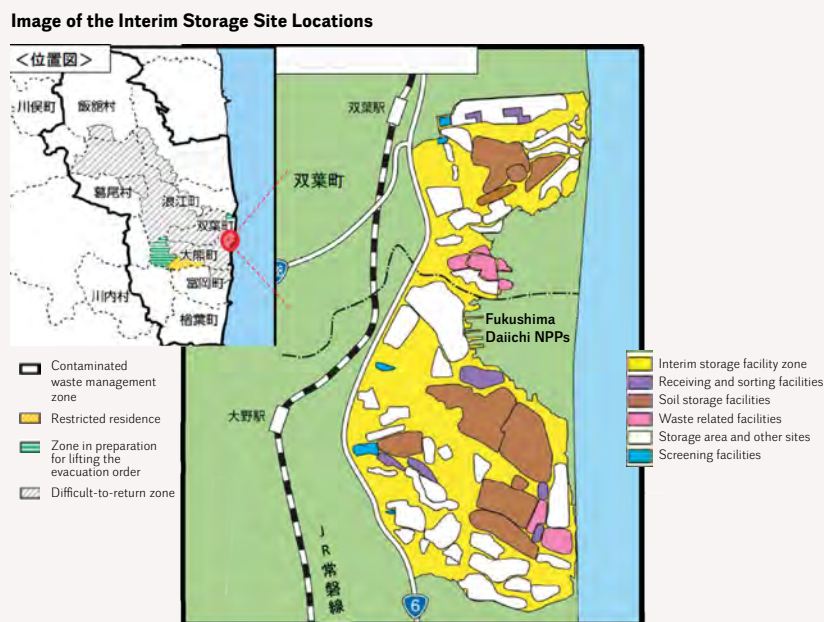 Image of the Interim Storage Site Locations
<位置図>
川俣町
飯舘村
葛尾村
浪江町
双葉町
大熊町
富岡町
川内村
楢葉町
双葉駅
双葉町
Fukushima
Daiichi NPPs
大野駅
JR常磐線
6
Contaminated
waste management
zone
Restricted residence
Zone in preparation
for lifting the
evacuation order
Difficult-to-return zone
Interim storage facility zone
Receiving and sorting facilities
Soil storage facilities
Waste related facilities
Storage area and other sites
Screening facilities